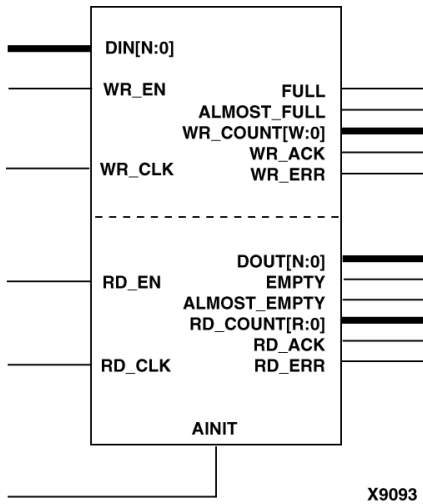 DIN[N:0]
WR_EN
FULL
ALMOST_FULL
WR_COUNT[W:0]
WR_ACK
WR_CLK
WR_ERR
DOUT[N:0]
RD_EN
EMPTY
ALMOST_EMPTY
RD_COUNT[R:0]
RD_ACK
RD_CLK
RD_ERR
AINIT
X9093